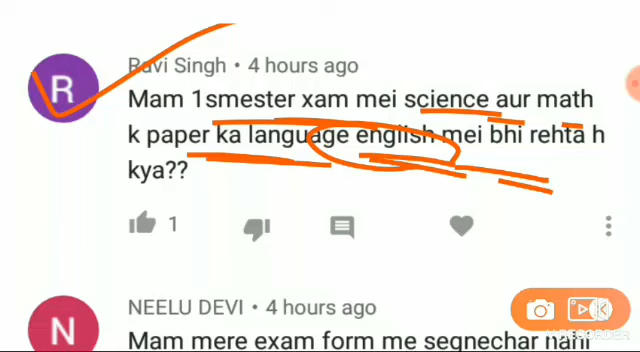 R
Ravi Singh • 4 hours ago
Mam 1smester xam mei science aur math
k paper ka language english mei bhi rehta h
kya??
1
N
NEELU DEVI • 4 hours ago
Mam mere exam form me segnechar nahi
RECORDER